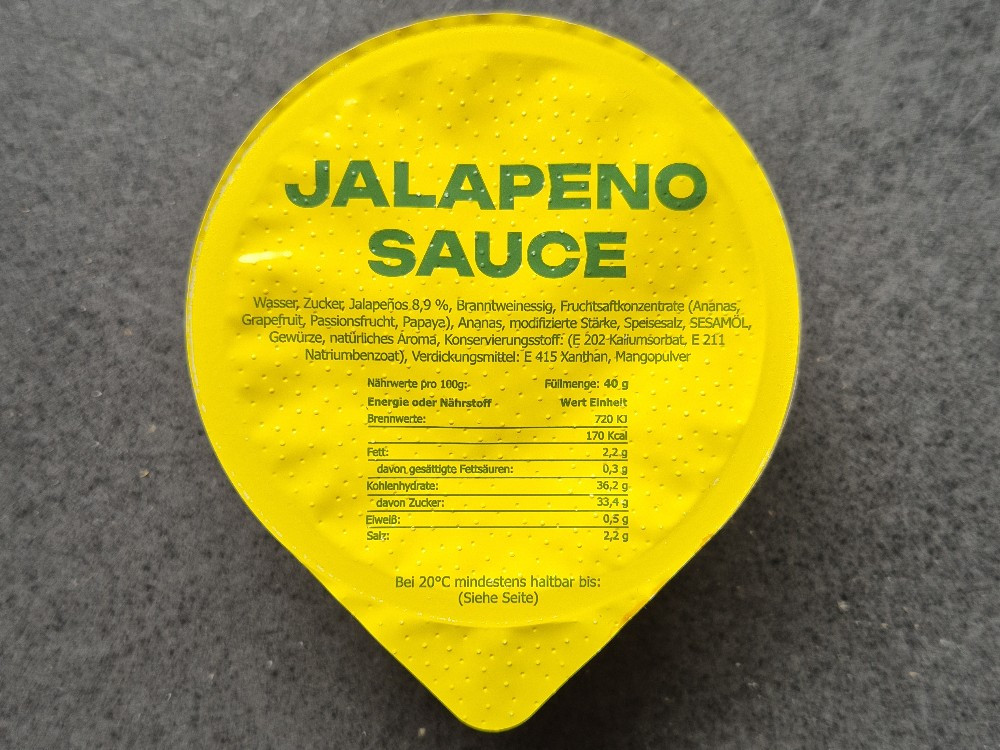 JALAPENO
SAUCE
Wasser, Zucker, Jalapeños 8,9 %, Branntweinessig, Fruchtsaftkonzentrate (Ananas,
Grapefruit, Passionsfrucht, Papaya), Ananas, modifizierte Stärke, Speisesalz, SESAMÖL,
Gewürze, natürliches Aroma, Konservierungsstoff: (E 202 Kaliumsorbat, E 211
Natriumbenzoat), Verdickungsmittel: E 415 Xanthan, Mangopulver
Nährwerte pro 100g: Füllmenge: 40 g
Energie oder Nährstoff Wert Einheit
Brennwerte: 720 KJ
170 Kcal
Fett: 2,2 g
davon gesättigte Fettsäuren: 0,3 g
Kohlenhydrate: 36,2 g
davon Zucker: 33,4 g
Eiweiß: 0,5 g
Salz: 2,2 g
Bei 20°C mindestens haltbar bis:
(Siehe Seite)